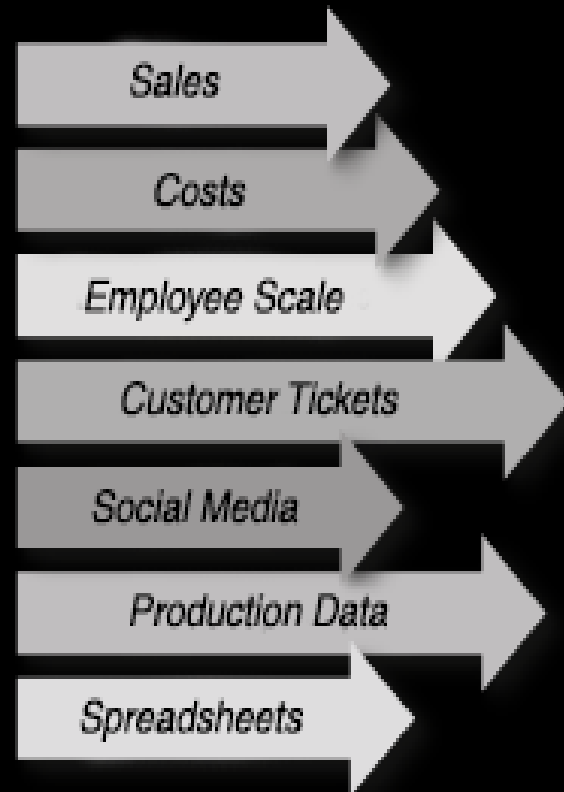 Sales
Costs
Employee Scale
Customer Tickets
Social Media
Production Data
Spreadsheets